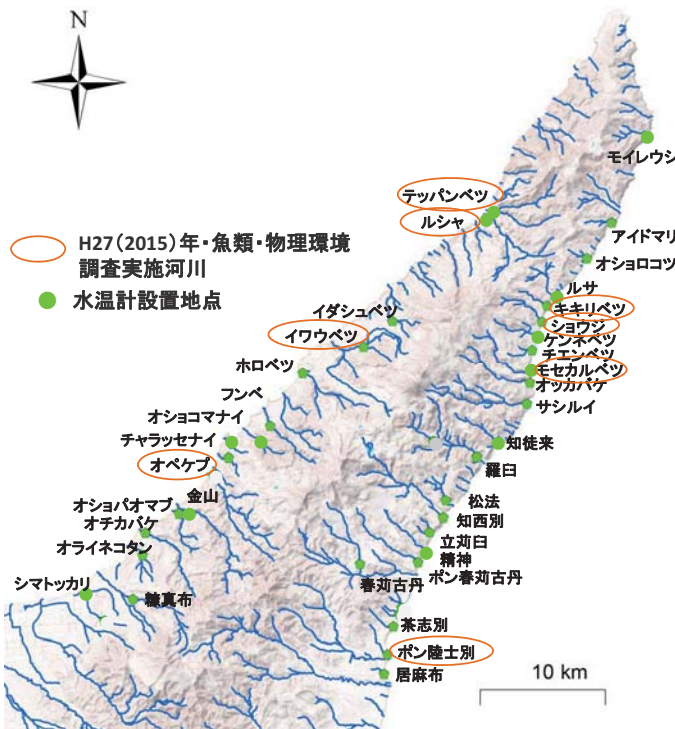 N
モイレウシ
テッパンベツ
ルシャ
アイドマリ
H27(2015)年・魚類・物理環境
調査実施河川
オショロコツ
水温計設置地点
ルサ
キキリベツ
イダシュベツ
ショウジ
イワウベツ
ケンネベツ
チエンベツ
ホロベツ
モセカルベツ
オッカバケ
フンベ
サシルイ
オショコマナイ
チャラッセナイ
知徒来
オペケプ
羅臼
金山
松法
オショパオマブ
知西別
オチカバケ
立苅臼
オライネコタン
精神
ポン春苅古丹
シマトッカリ
春苅古丹
糠真布
茶志別
ポン陸士別
10 km
居麻布